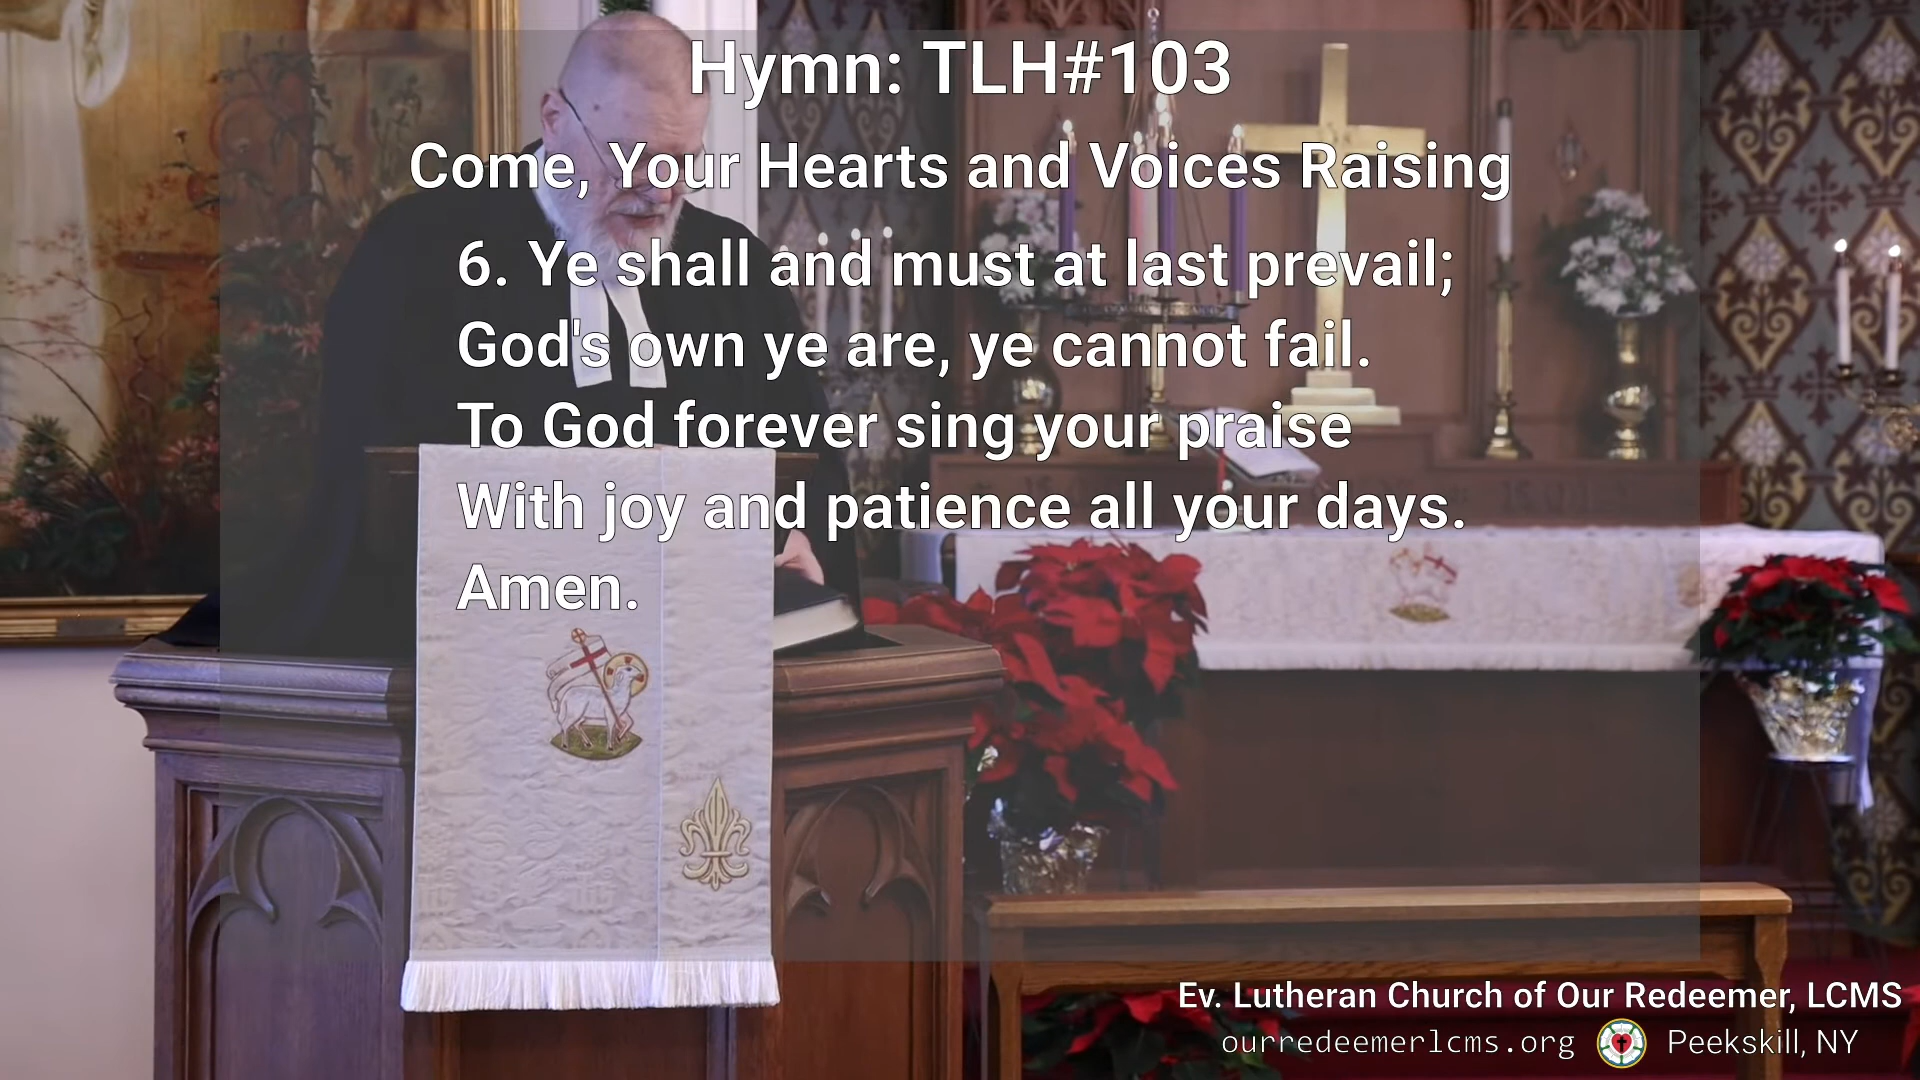 Hymn: TLH#103
Come, Your Hearts and Voices Raising
6. Ye shall and must at last prevail;
God's own ye are, ye cannot fail.
To God forever sing your praise
With joy and patience all your days.
Amen.
Ev. Lutheran Church of Our Redeemer, LCMS
ourredeemerlcms.org Peekskill, NY